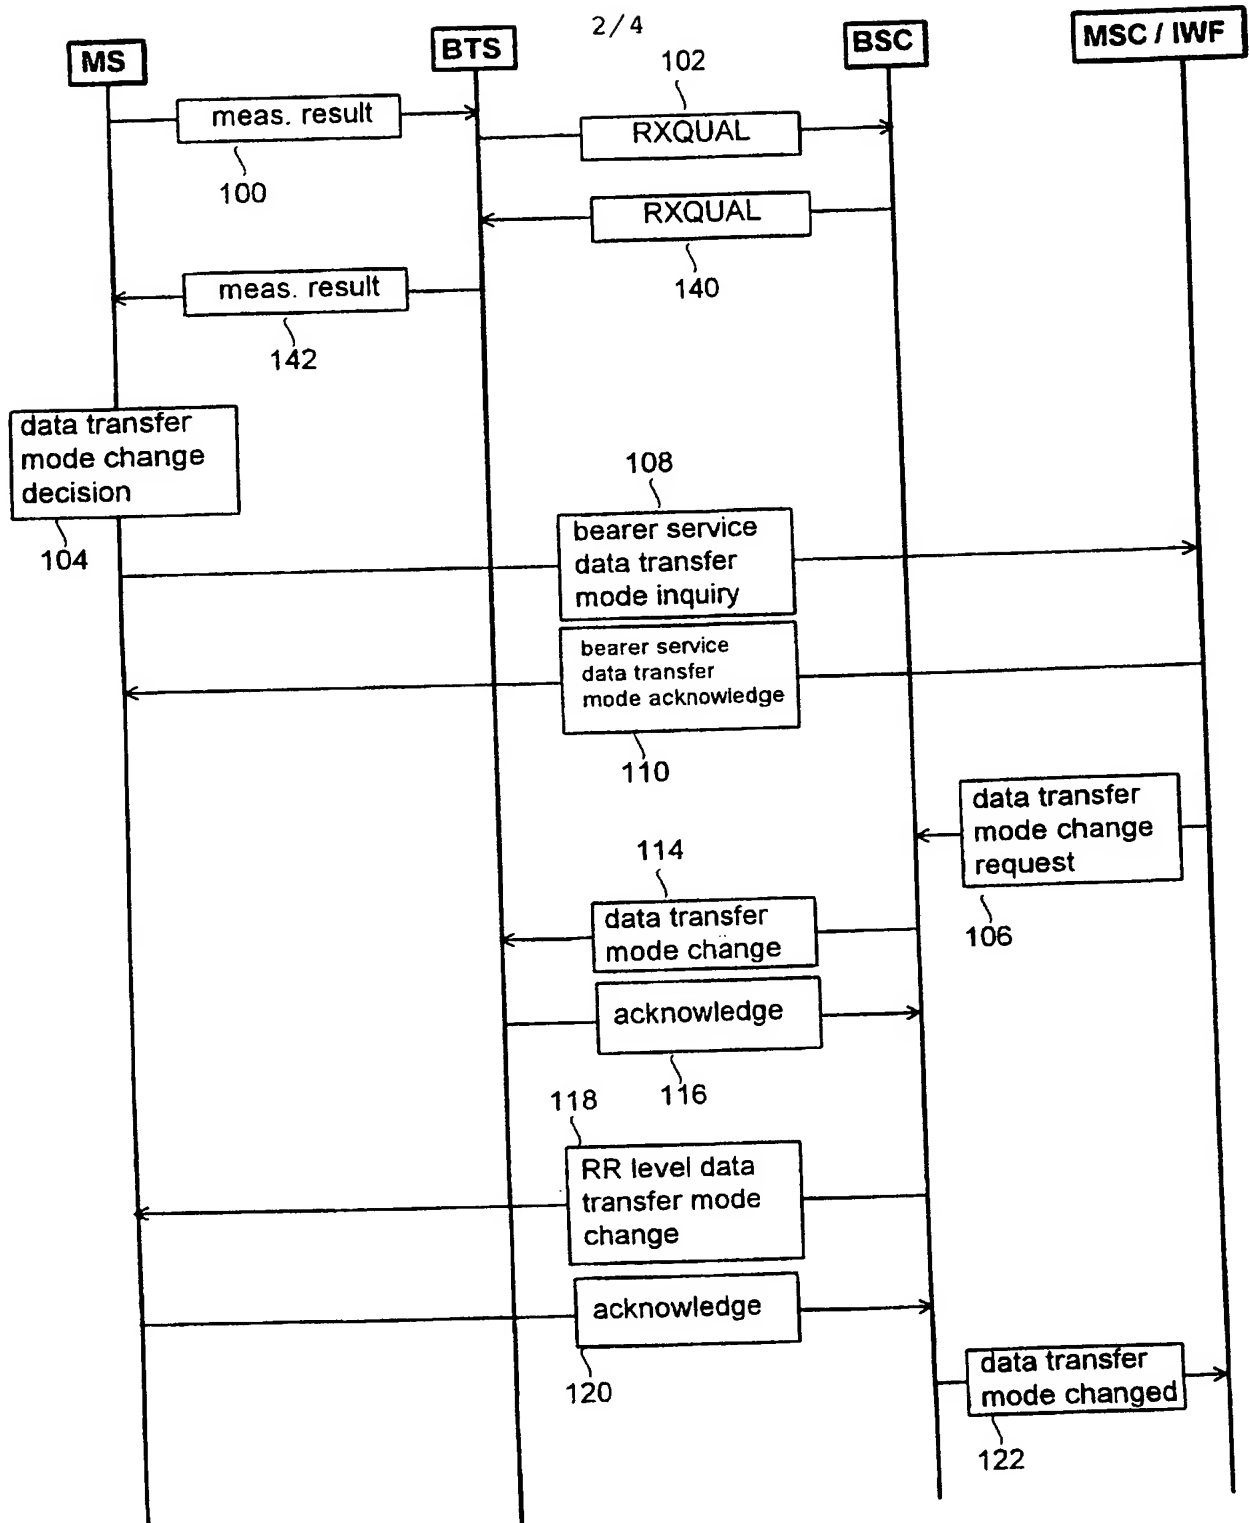 2/4
MS
BTS
BSC
MSC / IWF
meas. result
100
102
RXQUAL
RXQUAL
140
meas. result
142
data transfer
mode change
decision
104
108
bearer service
data transfer
mode inquiry
bearer service
data transfer
mode acknowledge
110
data transfer
mode change
request
106
114
data transfer
mode change
acknowledge
116
118
RR level data
transfer mode
change
acknowledge
120
data transfer
mode changed
122